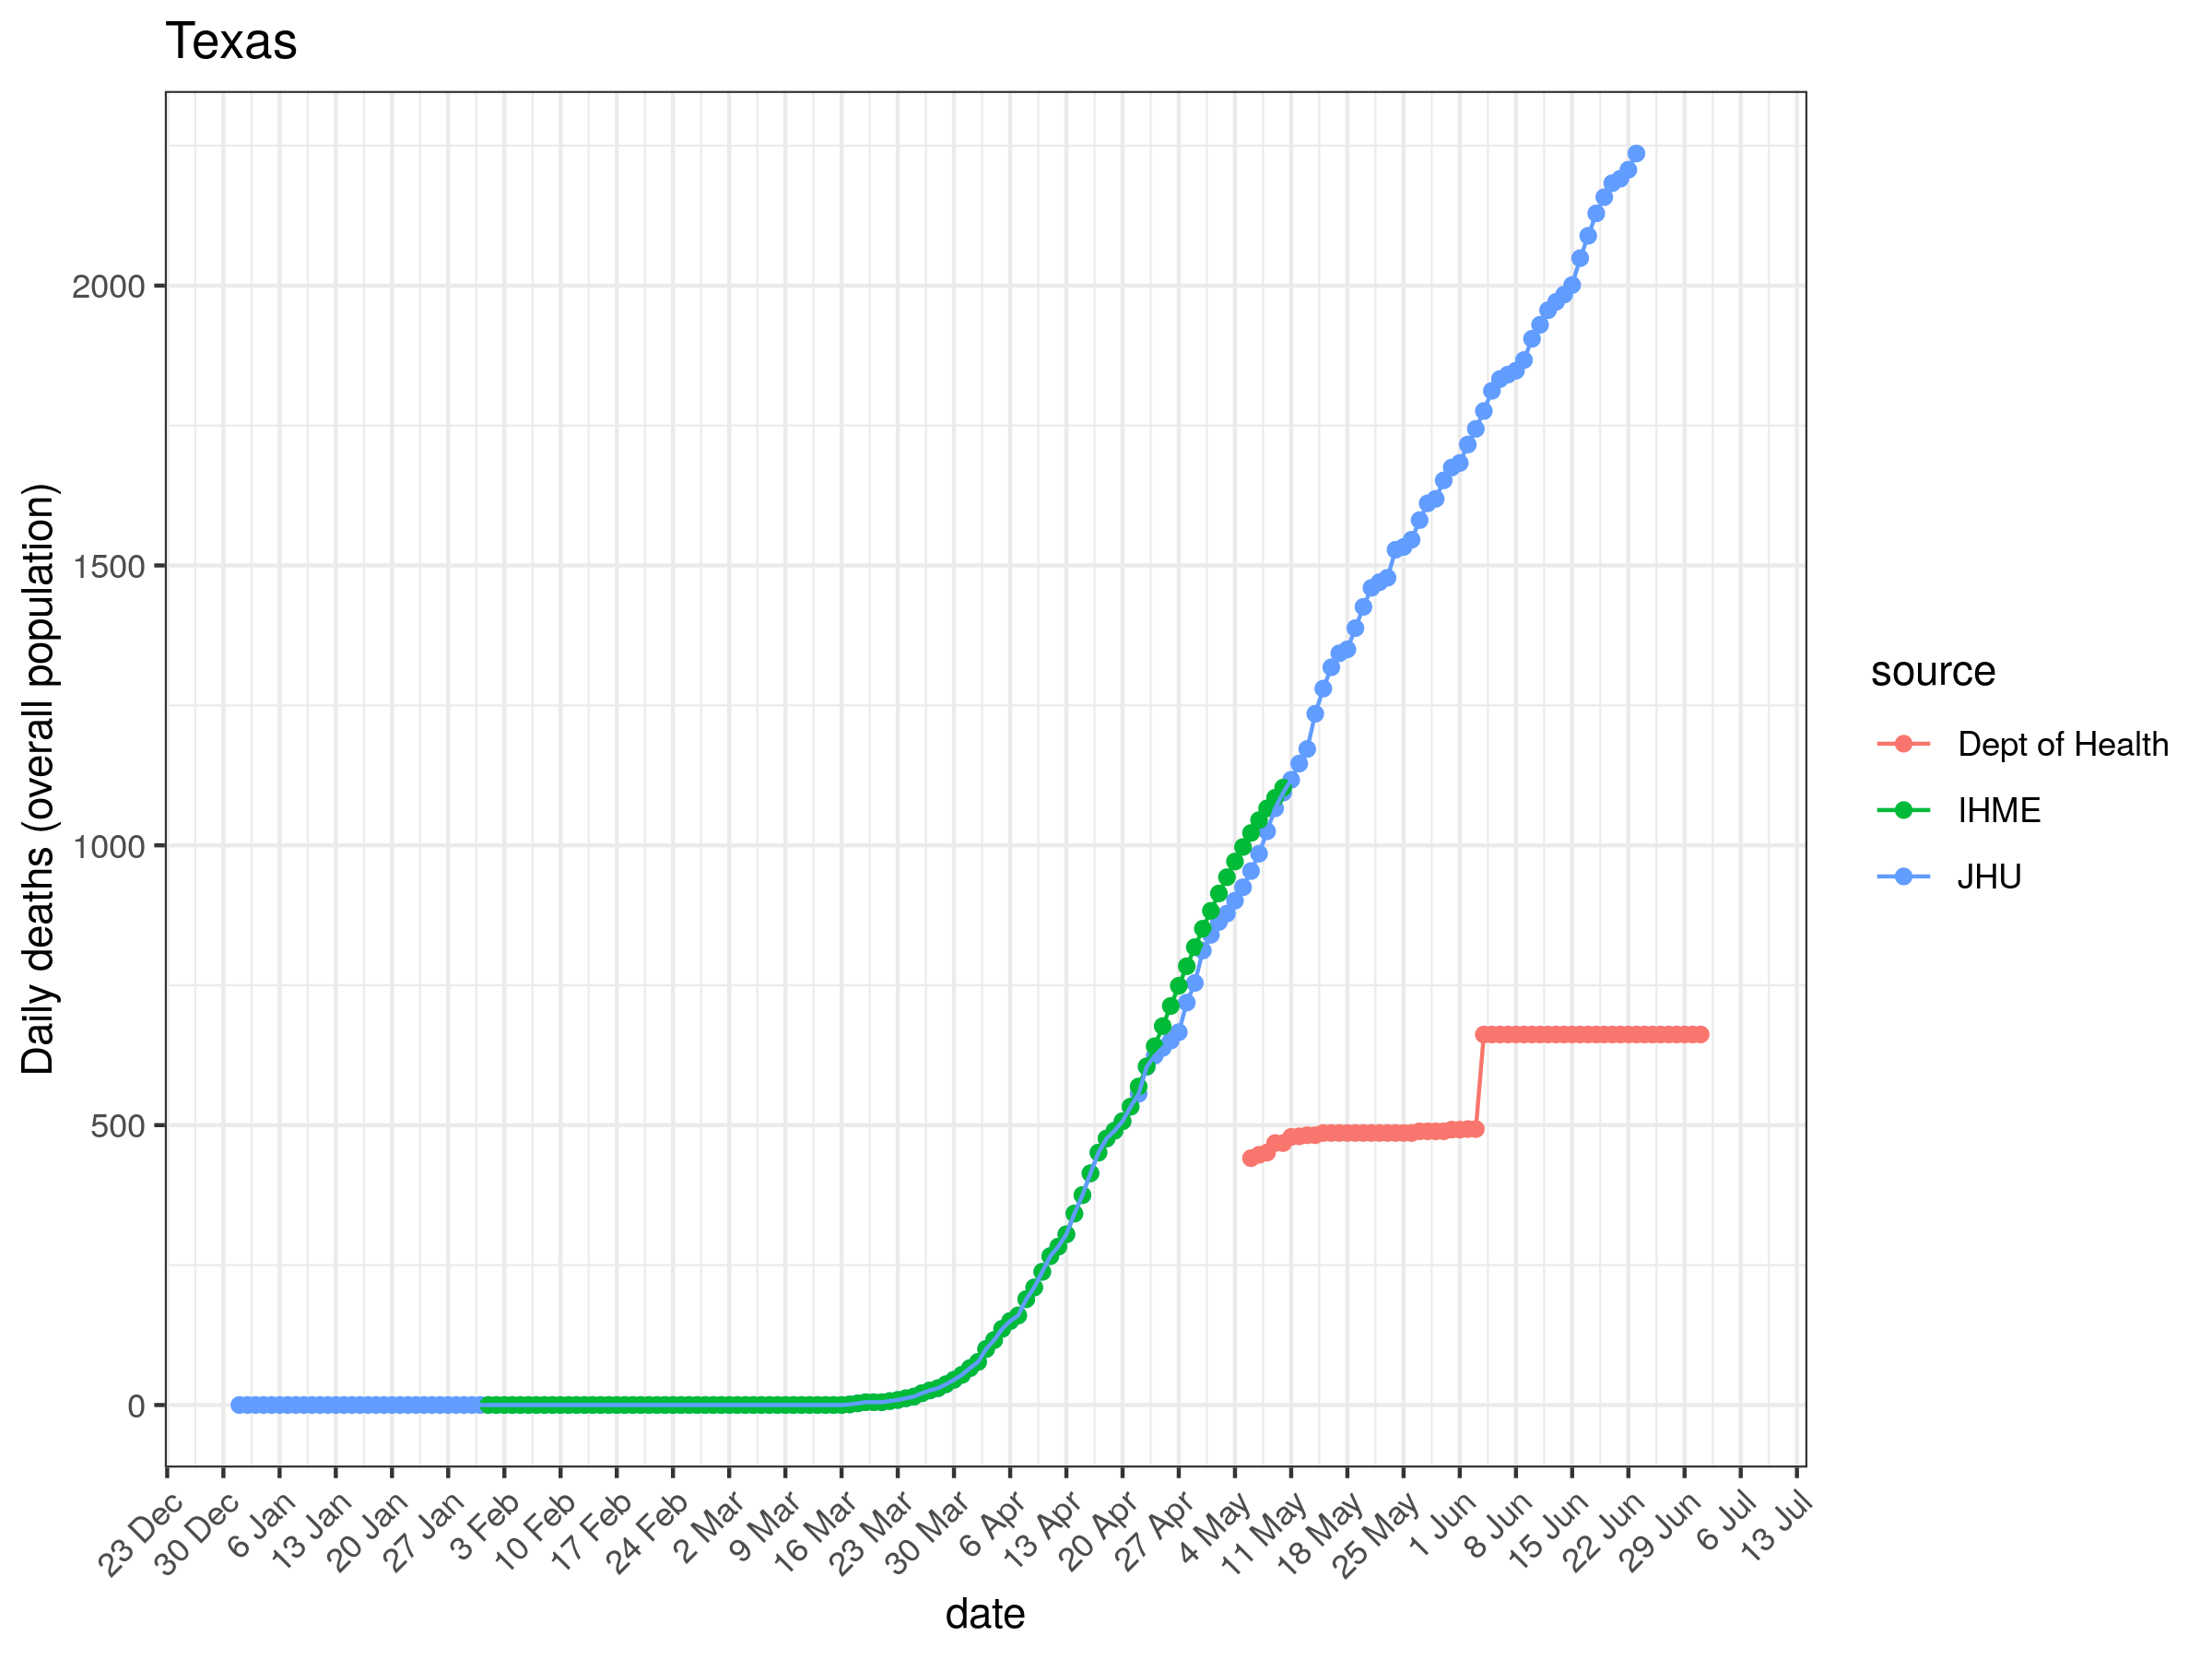 Texas
Daily deaths (overall population)
2000
1500
1000
500
0
23 Dec
30 Dec
6 Jan
13 Jan
20 Jan
27 Jan
3 Feb
10 Feb
17 Feb
24 Feb
2 Mar
9 Mar
16 Mar
23 Mar
30 Mar
6 Apr
13 Apr
20 Apr
27 Apr
4 May
11 May
18 May
25 May
1 Jun
8 Jun
15 Jun
22 Jun
29 Jun
6 Jul
13 Jul
date
source
Dept of Health
IHME
JHU